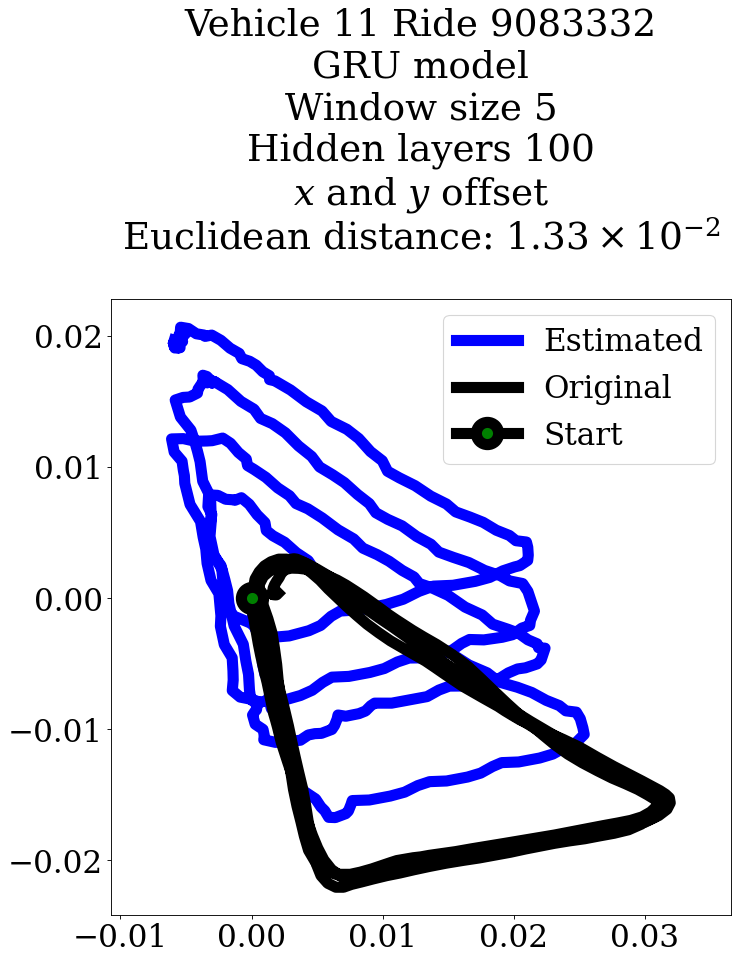 Vehicle 11 Ride 9083332
GRU model
Window size 5
Hidden layers 100
x and y offset
Euclidean distance: 1.33 × 10⁻²
Estimated
Original
Start
0.02
0.01
0.00
−0.01
−0.02
−0.01 0.00 0.01 0.02 0.03